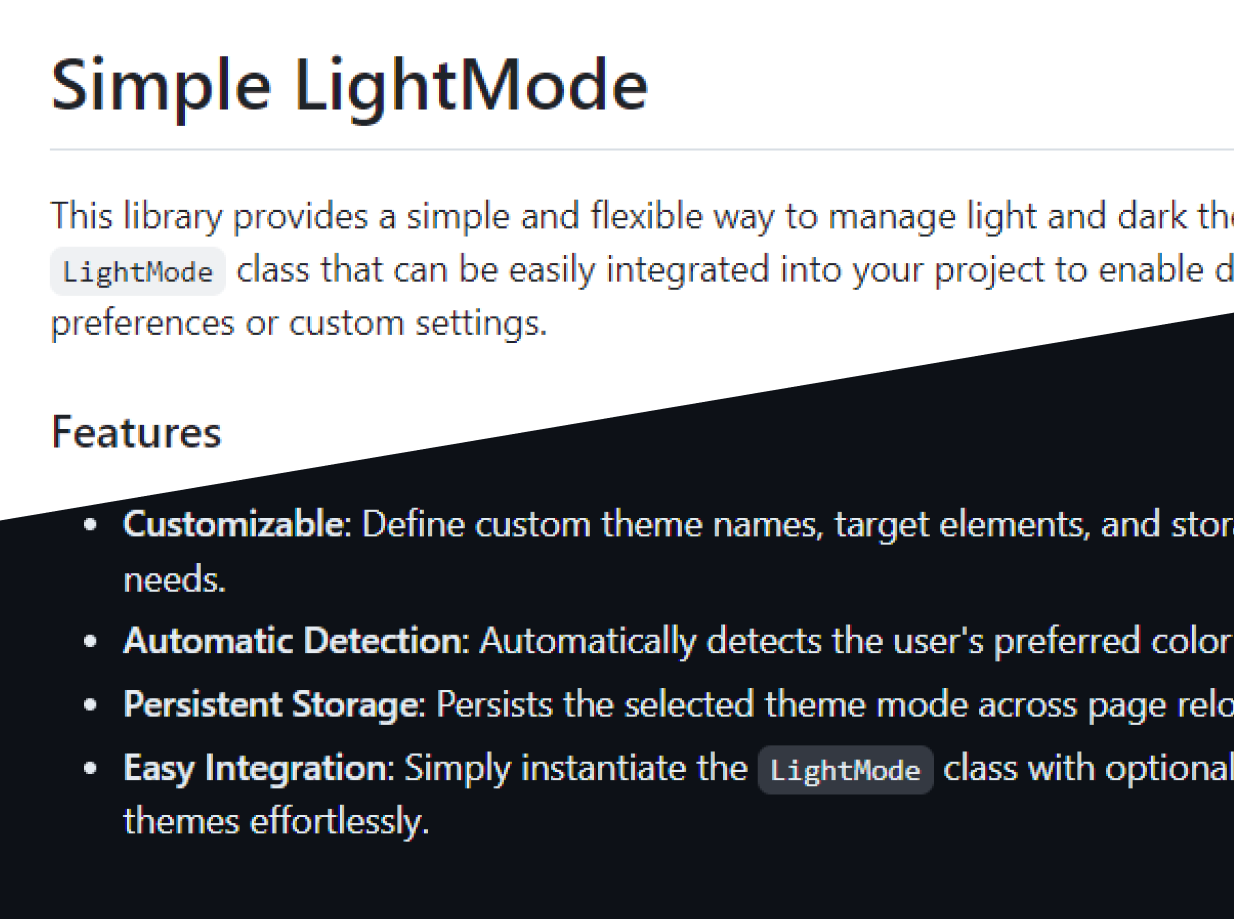 Simple LightMode
This library provides a simple and flexible way to manage light and dark
LightMode class that can be easily integrated into your project to enable
preferences or custom settings.
Features
• Customizable: Define custom theme names, target elements, and
needs.
• Automatic Detection: Automatically detects the user's preferred color
• Persistent Storage: Persists the selected theme mode across page
• Easy Integration: Simply instantiate the LightMode class with optional
themes effortlessly.